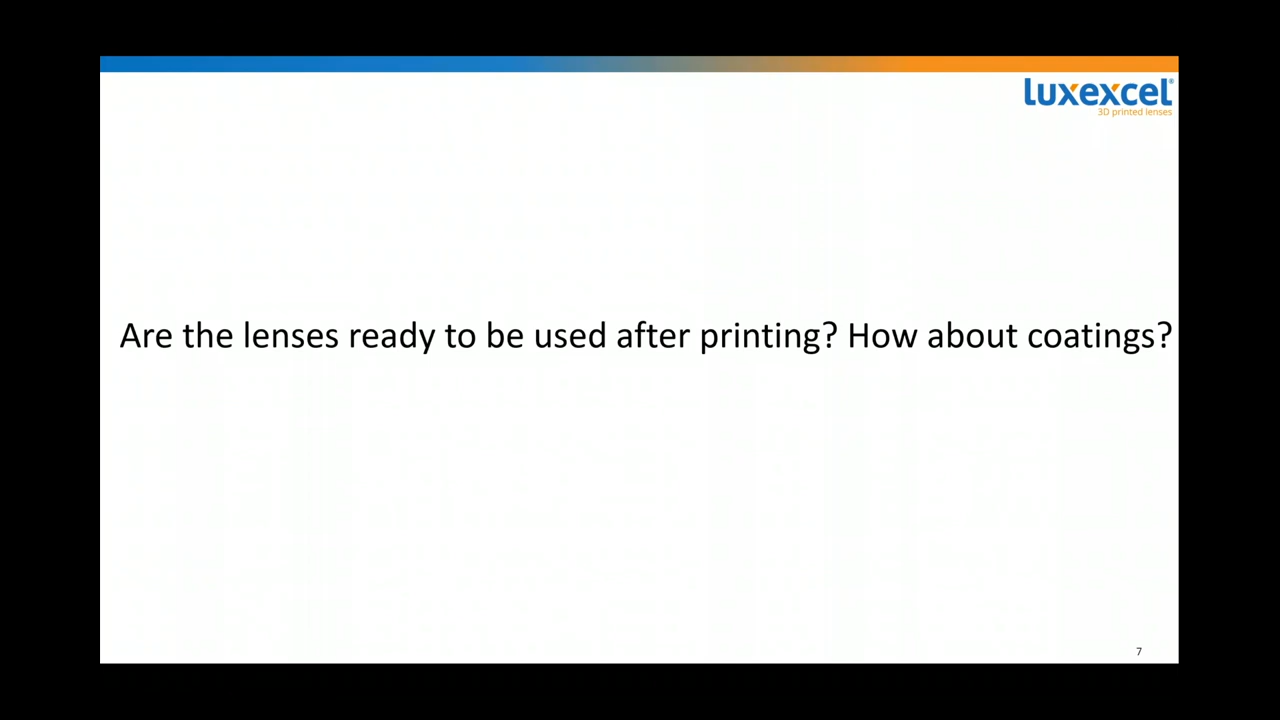 luxexcel®
3D printed lenses
Are the lenses ready to be used after printing? How about coatings?
7